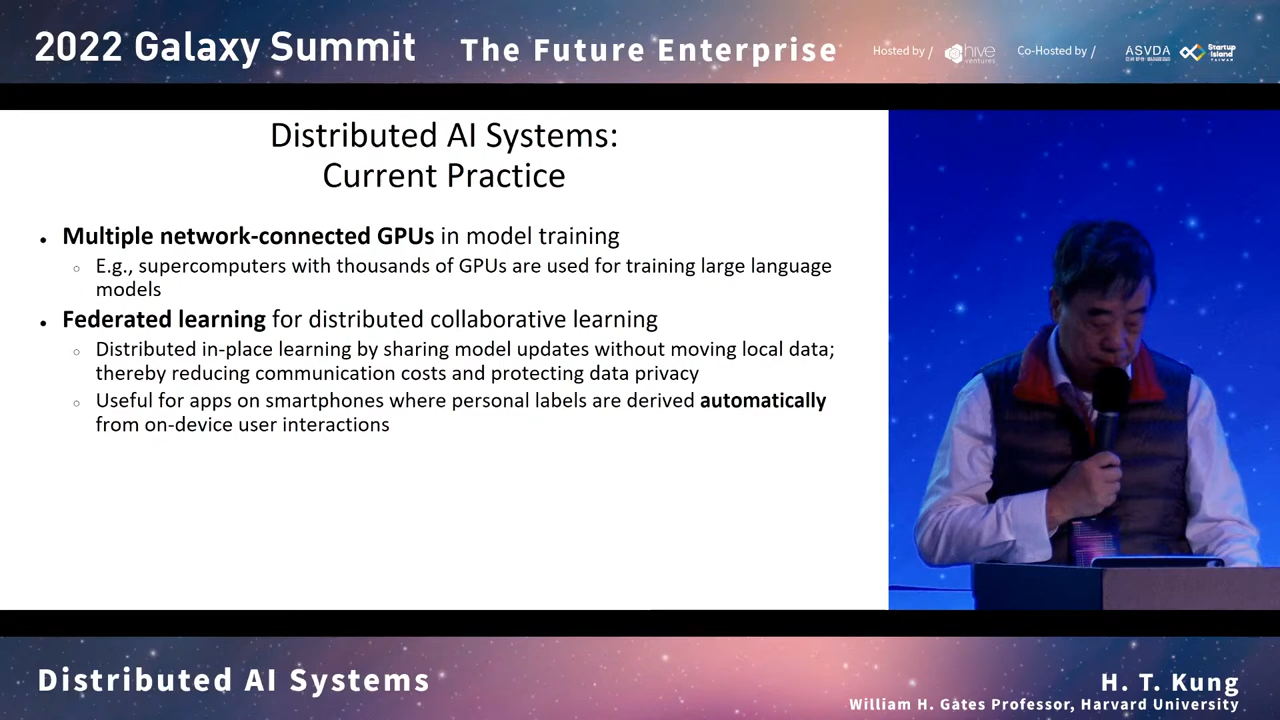 2022 Galaxy Summit
The Future Enterprise
Hosted by /
hive
ventures
Co-Hosted by /
ASVDA
Startup
Island
TAIWAN
Distributed AI Systems:
Current Practice
• Multiple network-connected GPUs in model training
○ E.g., supercomputers with thousands of GPUs are used for training large language
models
• Federated learning for distributed collaborative learning
○ Distributed in-place learning by sharing model updates without moving local data;
thereby reducing communication costs and protecting data privacy
○ Useful for apps on smartphones where personal labels are derived automatically
from on-device user interactions
Distributed AI Systems
H. T. Kung
William H. Gates Professor, Harvard University